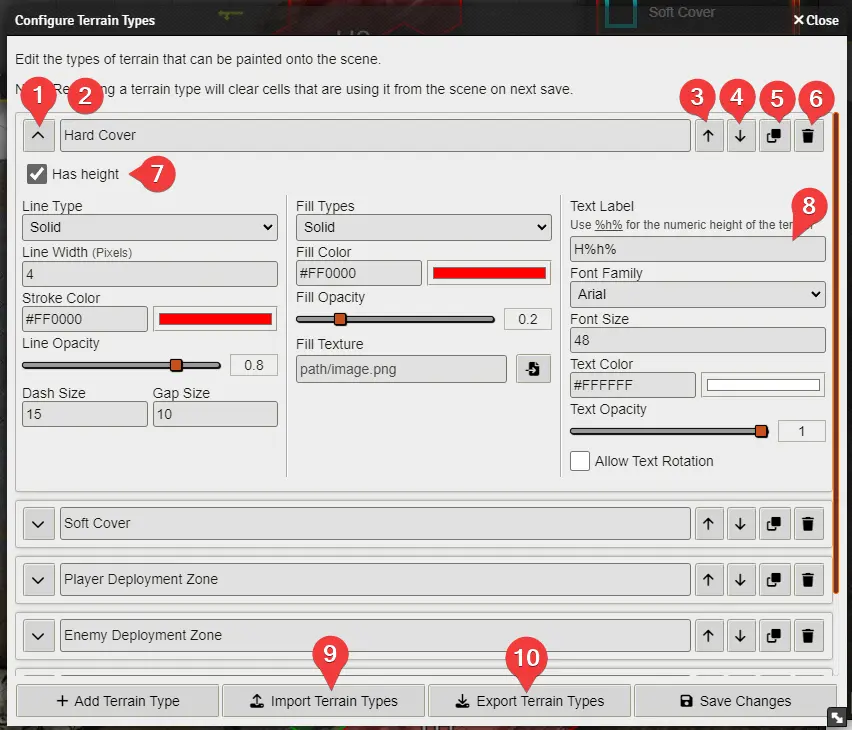 Soft Cover
Configure Terrain Types
Close
Edit the types of terrain that can be painted onto the scene.
a terrain type will clear cells that are using it from the scene on next save.
1
2
3
4
5
6
Hard Cover
Has height
7
Line Type
Solid
Line Width (Pixels)
4
Stroke Color
#FF0000
Line Opacity
0.8
Dash Size
Gap Size
15
10
Fill Types
Solid
Fill Color
#FF0000
Fill Opacity
0.2
Fill Texture
path/image.png
Text Label
8
Use %h% for the numeric height of the
H%h%
Font Family
Arial
Font Size
48
Text Color
#FFFFFF
Text Opacity
1
Allow Text Rotation
Soft Cover
Player Deployment Zone
Enemy Deployment Zone
9
10
Add Terrain Type
Import Terrain Types
Export Terrain Types
Save Changes